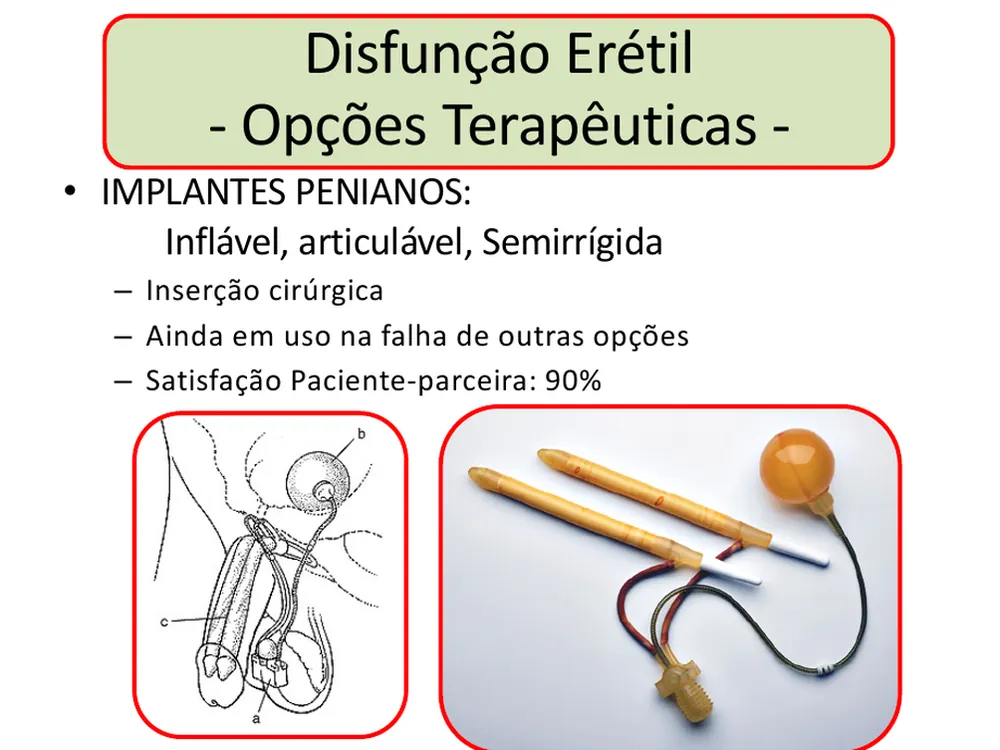 Disfunção Erétil
- Opções Terapêuticas -
• IMPLANTES PENIANOS:
Inflável, articulável, Semirrígida
– Inserção cirúrgica
– Ainda em uso na falha de outras opções
– Satisfação Paciente-parceira: 90%
b
c
a